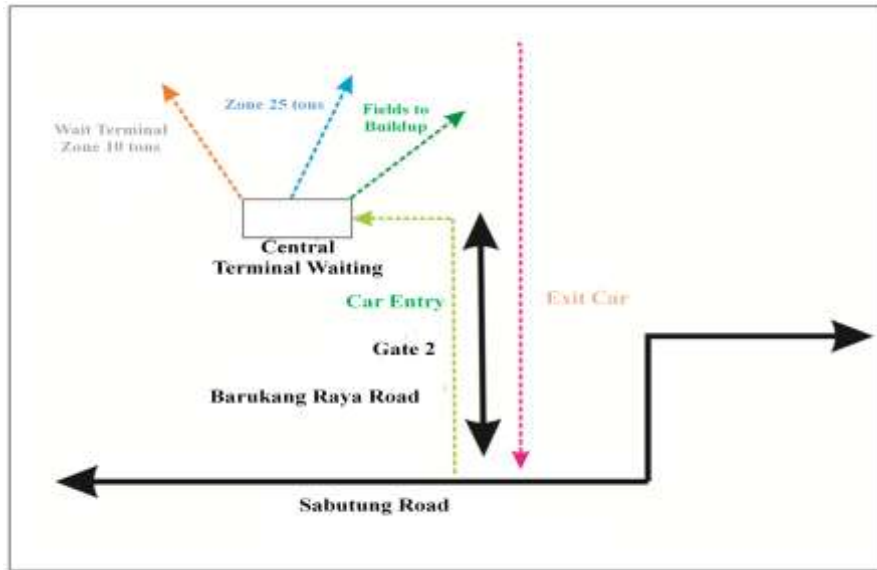 Zone 25 tons
Fields to
Buildup
Wait Terminal
Zone 10 tons
Central
Terminal Waiting
Car Entry
Exit Car
Gate 2
Barukang Raya Road
Sabutung Road